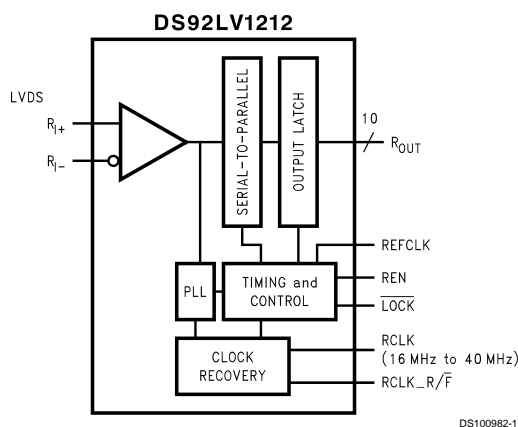 DS92LV1212
LVDS
RI+
RI−
SERIAL-TO-PARALLEL
OUTPUT LATCH
10
ROUT
REFCLK
REN
LOCK
PLL
TIMING and
CONTROL
CLOCK
RECOVERY
RCLK
(16 MHz to 40 MHz)
RCLK_R/F
DS100982-1